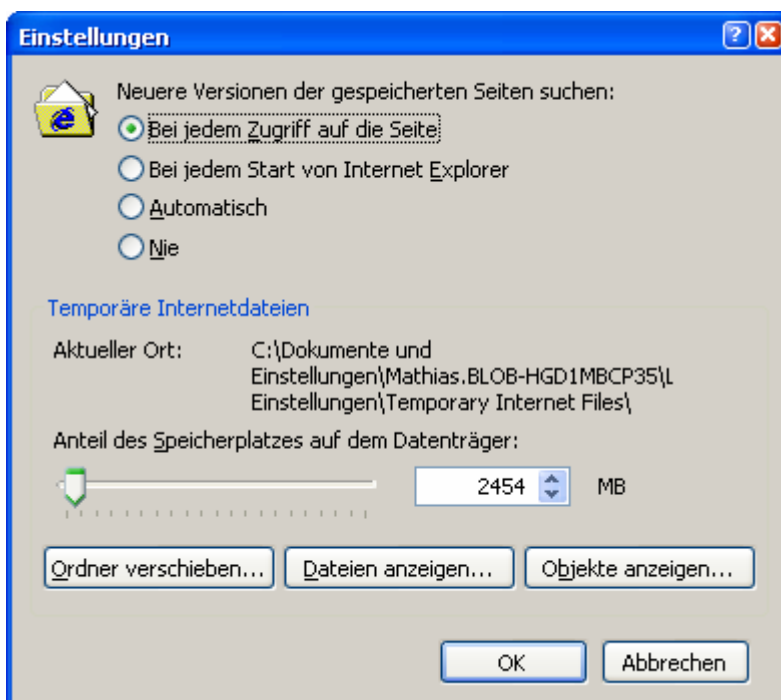 Einstellungen
Neuere Versionen der gespeicherten Seiten suchen:
Bei jedem Zugriff auf die Seite
Bei jedem Start von Internet Explorer
Automatisch
Nie
Temporäre Internetdateien
Aktueller Ort: C:\Dokumente und
Einstellungen\Mathias.BLOB-HGD1MBCP35\L
Einstellungen\Temporary Internet Files\
Anteil des Speicherplatzes auf dem Datenträger:
2454 MB
Ordner verschieben... Dateien anzeigen... Objekte anzeigen...
OK Abbrechen